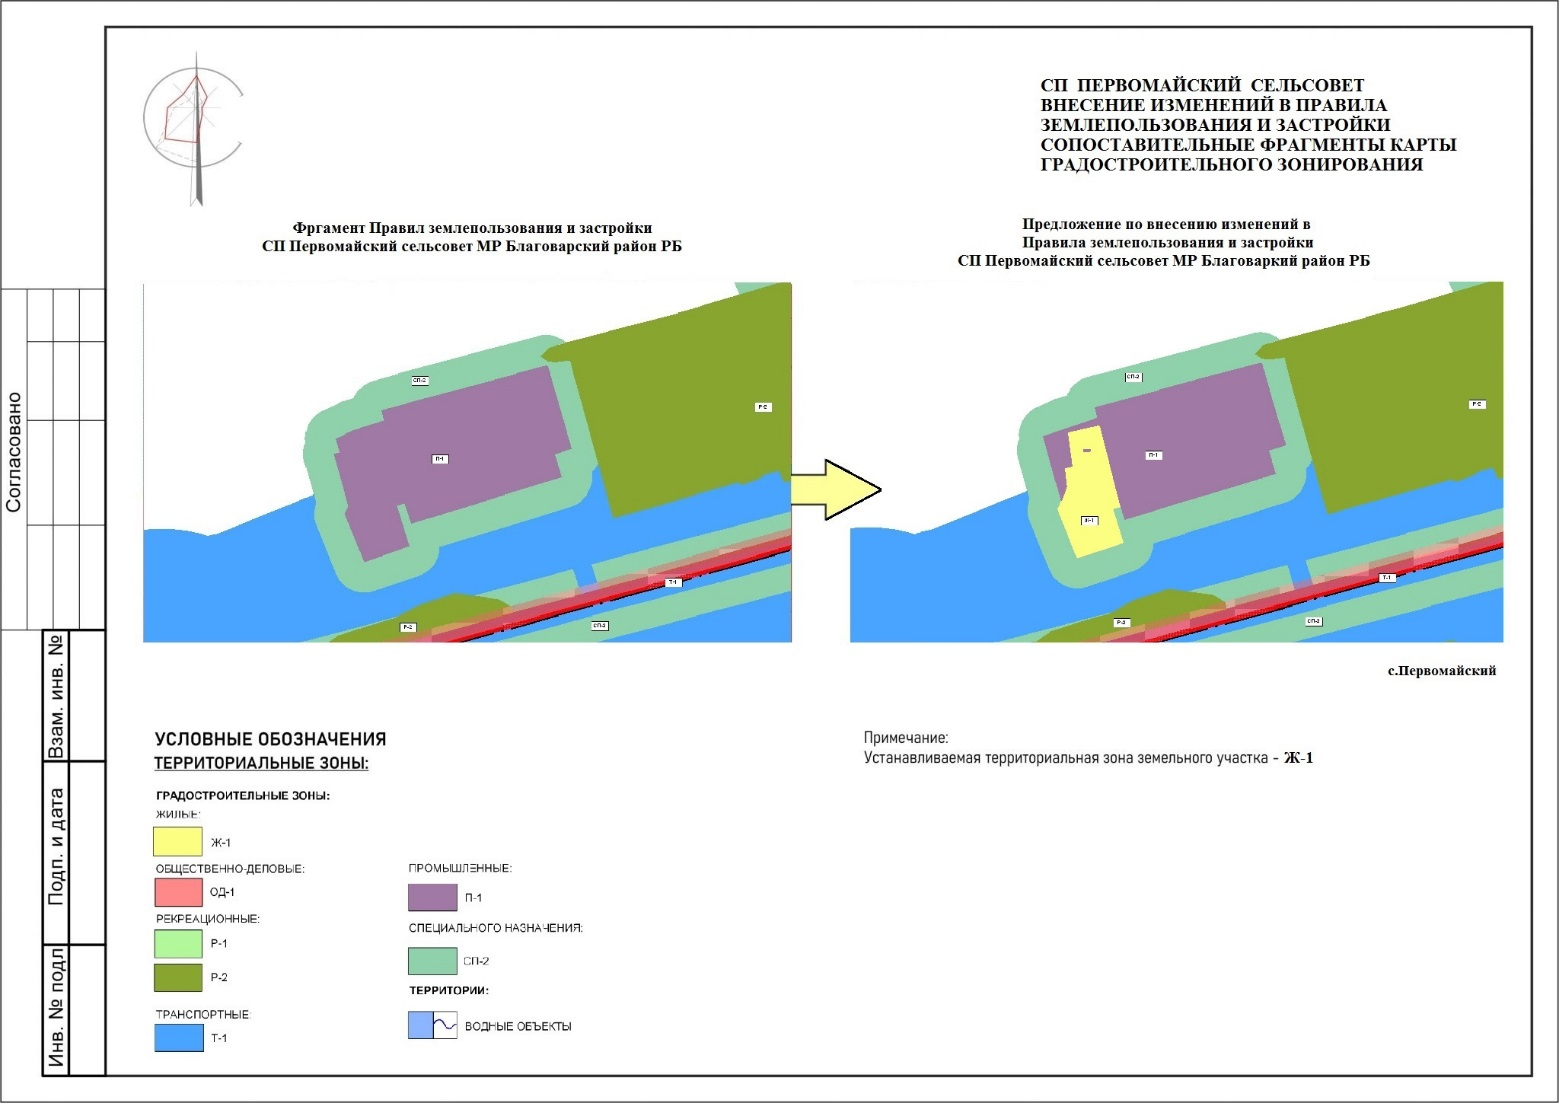 СП ПЕРВОМАЙСКИЙ СЕЛЬСОВЕТ
ВНЕСЕНИЕ ИЗМЕНЕНИЙ В ПРАВИЛА
ЗЕМЛЕПОЛЬЗОВАНИЯ И ЗАСТРОЙКИ
СОПОСТАВИТЕЛЬНЫЕ ФРАГМЕНТЫ КАРТЫ
ГРАДОСТРОИТЕЛЬНОГО ЗОНИРОВАНИЯ
Фргамент Правил землепользования и застройки
СП Первомайский сельсовет МР Благоварский район РБ
Предложение по внесению изменений в
Правила землепользования и застройки
СП Первомайский сельсовет МР Благоваркий район РБ
СП-2
П-1
Т-1
Р-2
СП-2
П-1
Т-1
Р-2
СП-2
с.Первомайский
Согласовано
Взам. инв. №
Подп. и дата
Инв. № подл
УСЛОВНЫЕ ОБОЗНАЧЕНИЯ
ТЕРРИТОРИАЛЬНЫЕ ЗОНЫ:
ГРАДОСТРОИТЕЛЬНЫЕ ЗОНЫ:
ЖИЛЫЕ:
Ж-1
ОБЩЕСТВЕННО-ДЕЛОВЫЕ:
ОД-1
РЕКРЕАЦИОННЫЕ:
Р-1
Р-2
ТРАНСПОРТНЫЕ:
Т-1
ПРОМЫШЛЕННЫЕ:
П-1
СПЕЦИАЛЬНОГО НАЗНАЧЕНИЯ:
СП-2
ТЕРРИТОРИИ:
ВОДНЫЕ ОБЪЕКТЫ
Примечание:
Устанавливаемая территориальная зона земельного участка - Ж-1